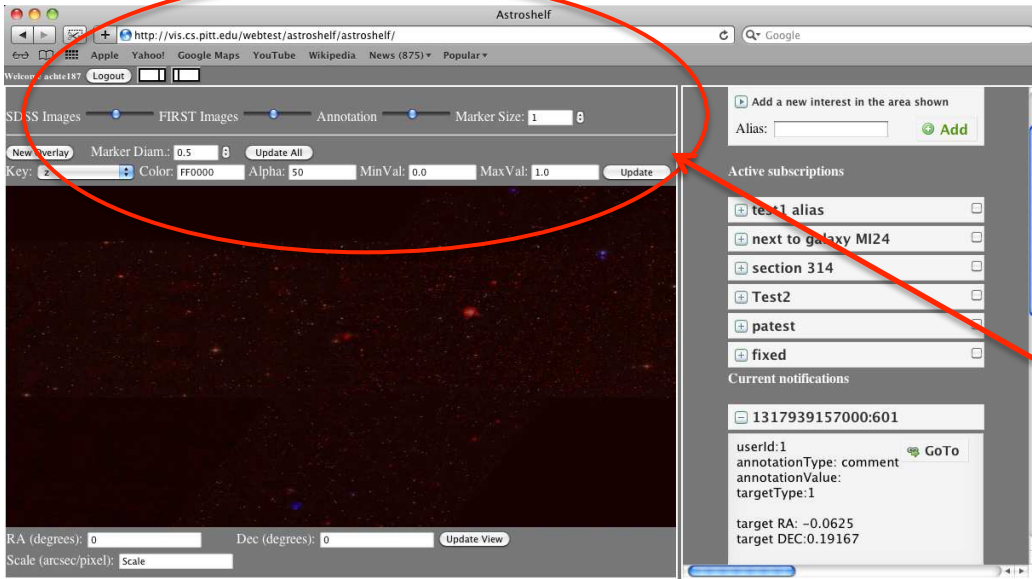 Astroshelf
http://vis.cs.pitt.edu/webtest/astroshelf/astroshelf/
Google
Apple Yahoo! Google Maps YouTube Wikipedia News (875) Popular
Welcome achte187 Logout
SDSS Images FIRST Images Annotation Marker Size: 1
New Overlay Marker Diam.: 0.5 Update All
Key: z Color: FF0000 Alpha: 50 MinVal: 0.0 MaxVal: 1.0 Update
RA (degrees): 0 Dec (degrees): 0 Update View
Scale (arcsec/pixel): Scale
Add a new interest in the area shown
Alias: Add
Active subscriptions
test1 alias
next to galaxy MI24
section 314
Test2
patest
fixed
Current notifications
1317939157000:601
userId:1 GoTo
annotationType: comment
annotationValue:
targetType:1
target RA: -0.0625
target DEC:0.19167